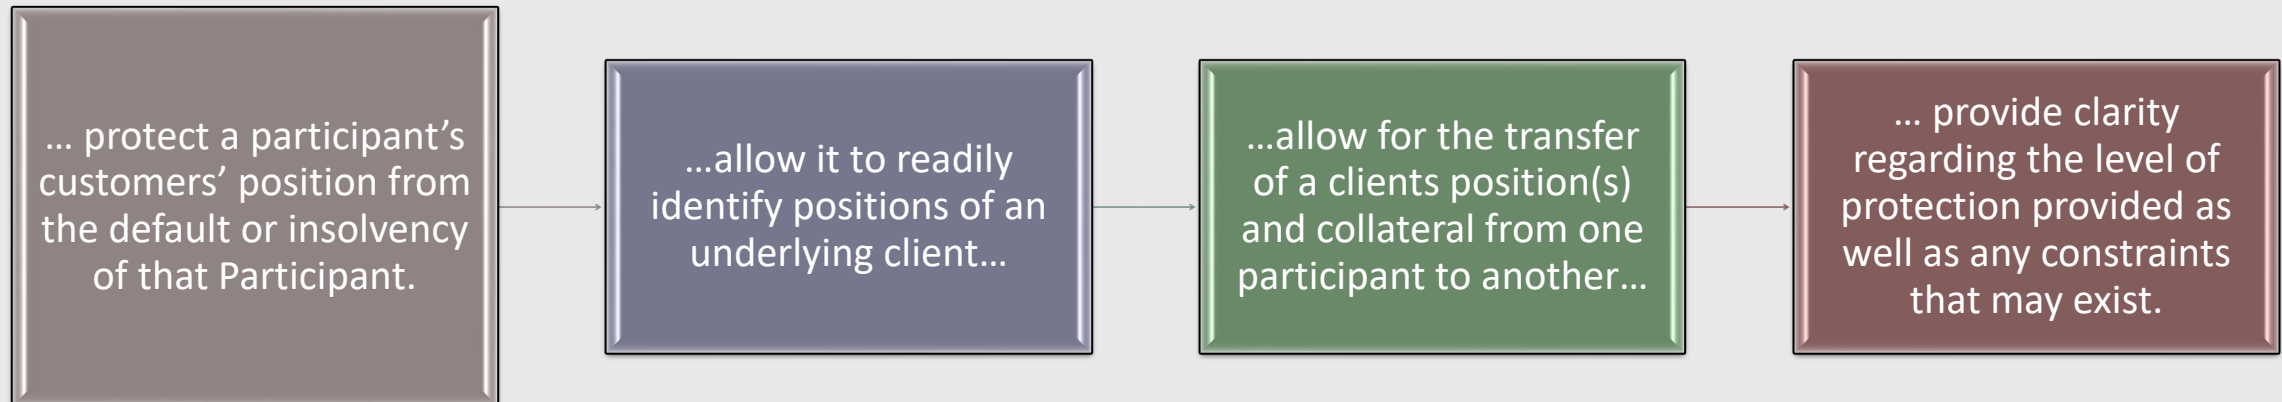 ... protect a participant’s
customers’ position from
the default or insolvency
of that Participant.
...allow it to readily
identify positions of an
underlying client...
...allow for the transfer
of a clients position(s)
and collateral from one
participant to another...
... provide clarity
regarding the level of
protection provided as
well as any constraints
that may exist.